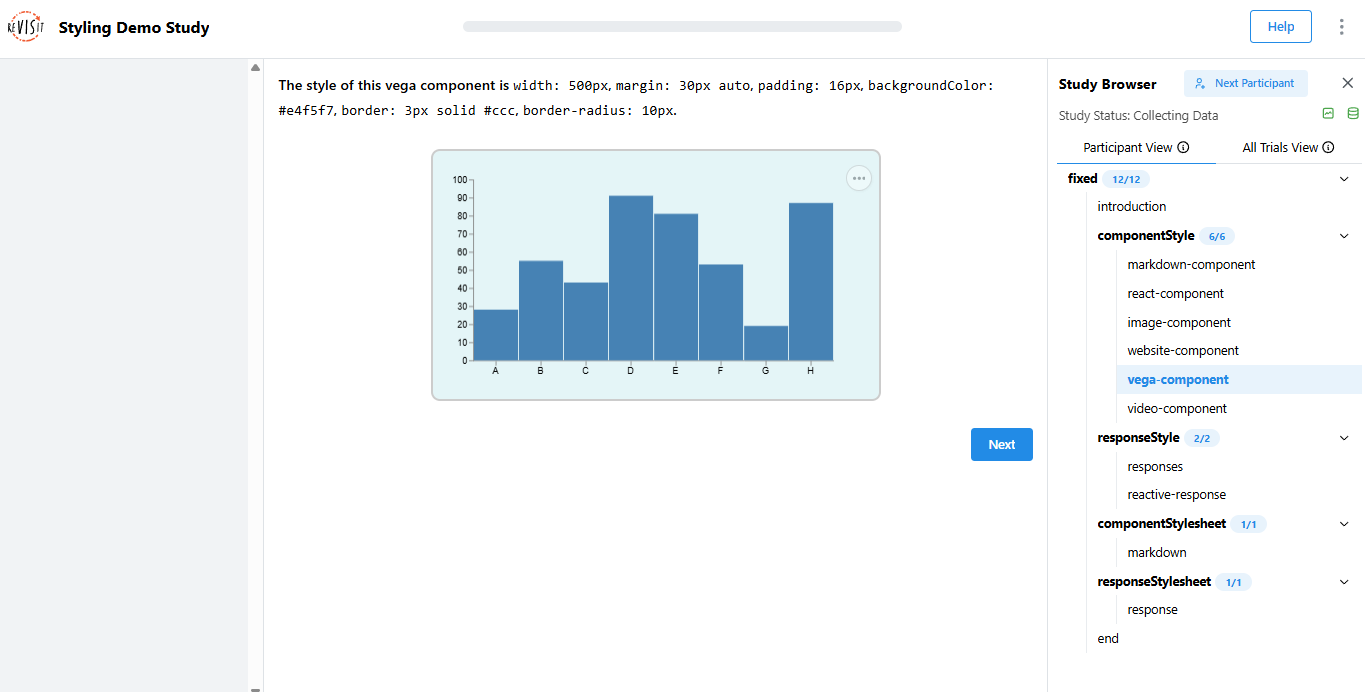 reVISit Styling Demo Study Help
The style of this vega component is width: 500px, margin: 30px auto, padding: 16px, backgroundColor:
#e4f5f7, border: 3px solid #ccc, border-radius: 10px.
100
90
80
70
60
50
40
30
20
10
0
A B C D E F G H
Next
Study Browser Next Participant
Study Status: Collecting Data
Participant View All Trials View
fixed 12/12
introduction
componentStyle 6/6
markdown-component
react-component
image-component
website-component
vega-component
video-component
responseStyle 2/2
responses
reactive-response
componentStylesheet 1/1
markdown
responseStylesheet 1/1
response
end